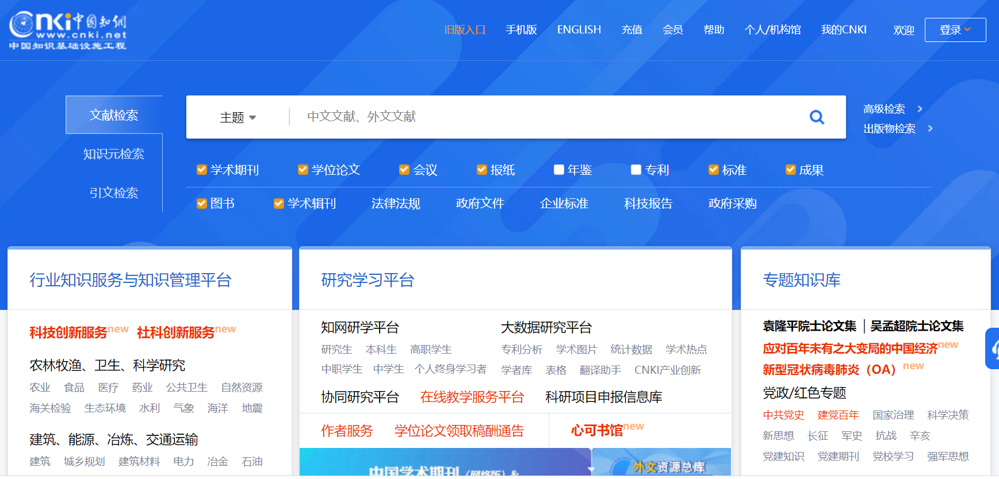 Cnki 中国知网
www.cnki.net
中国知识基础设施工程
旧版入口 手机版 ENGLISH 充值 会员 帮助 个人/机构馆 我的CNKI 欢迎 登录
文献检索
知识元检索
引文检索
主题 中文文献、外文文献
高级检索
出版物检索
学术期刊 学位论文 会议 报纸 年鉴 专利 标准 成果
图书 学术辑刊 法律法规 政府文件 企业标准 科技报告 政府采购
行业知识服务与知识管理平台
科技创新服务new 社科创新服务new
农林牧渔、卫生、科学研究
农业 食品 医疗 药业 公共卫生 自然资源
海关检验 生态环境 水利 气象 海洋 地震
建筑、能源、冶炼、交通运输
建筑 城乡规划 建筑材料 电力 冶金 石油
研究学习平台
知网研学平台
研究生 本科生 高职学生
中职学生 中学生 个人终身学习者
大数据研究平台
专利分析 学术图片 统计数据 学术热点
学者库 表格 翻译助手 CNKI产业创新
协同研究平台 在线教学服务平台 科研项目申报信息库
作者服务 学位论文领取稿酬通告 心可书馆new
中国学术期刊（网络版）&
外文资源总库
专题知识库
袁隆平院士论文集｜吴孟超院士论文集
应对百年未有之大变局的中国经济new
新型冠状病毒肺炎（OA）new
党政/红色专题
中共党史 建党百年 国家治理 科学决策
新思想 长征 军史 抗战 辛亥
党建知识 党建期刊 党校学习 强军思想